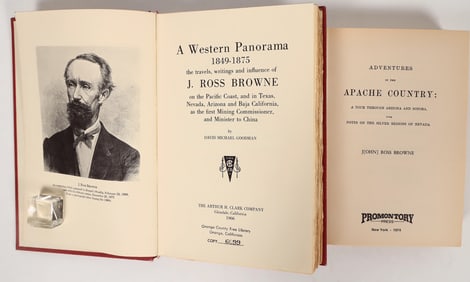 J. Ross Browne
A Western Panorama
1849-1875
the travels, writings and influence of
J. ROSS BROWNE
on the Pacific Coast, and in Texas,
Nevada, Arizona and Baja California,
as the first Mining Commissioner,
and Minister to China
by
DAVID MICHAEL GOODMAN
THE ARTHUR H. CLARK COMPANY
Glendale, California
1966
Orange County Free Library
Orange, California
COPY
ADVENTURES
IN THE
APACHE COUNTRY:
A TOUR THROUGH ARIZONA AND SONORA,
WITH
NOTES ON THE SILVER REGIONS OF NEVADA.
J[OHN] ROSS BROWNE
PROMONTORY
PRESS
New York - 1974